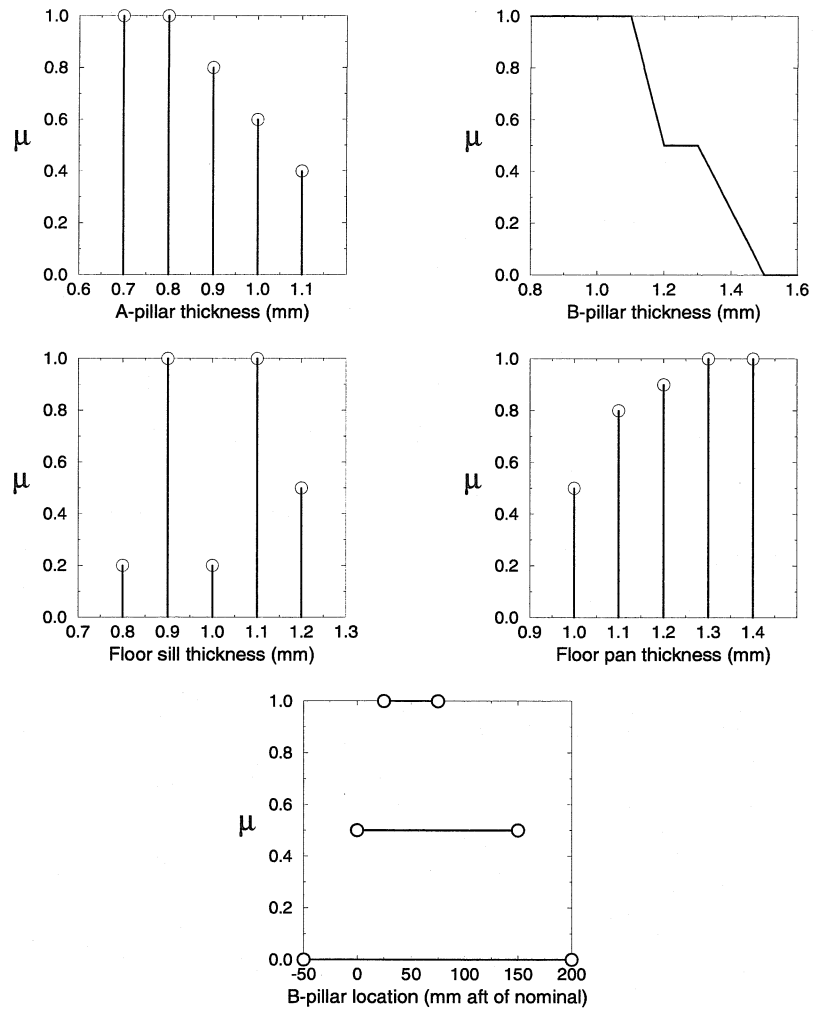 1.0
0.8
0.6
μ
0.4
0.2
0.0
0.6 0.7 0.8 0.9 1.0 1.1
A-pillar thickness (mm)
1.0
0.8
0.6
μ
0.4
0.2
0.0
0.8 1.0 1.2 1.4 1.6
B-pillar thickness (mm)
1.0
0.8
0.6
μ
0.4
0.2
0.0
0.7 0.8 0.9 1.0 1.1 1.2 1.3
Floor sill thickness (mm)
1.0
0.8
0.6
μ
0.4
0.2
0.0
0.9 1.0 1.1 1.2 1.3 1.4
Floor pan thickness (mm)
1.0
0.8
0.6
μ
0.4
0.2
0.0
-50 0 50 100 150 200
B-pillar location (mm aft of nominal)